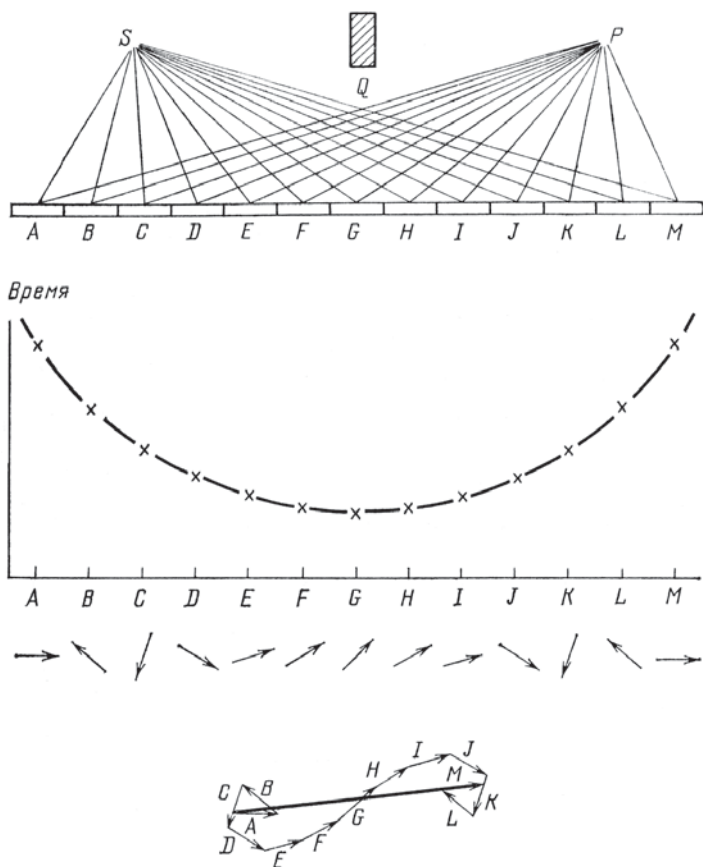 S Q P
A B C D E F G H I J K L M
Время
A B C D E F G H I J K L M
H I J
C B M K
A G L
D E F